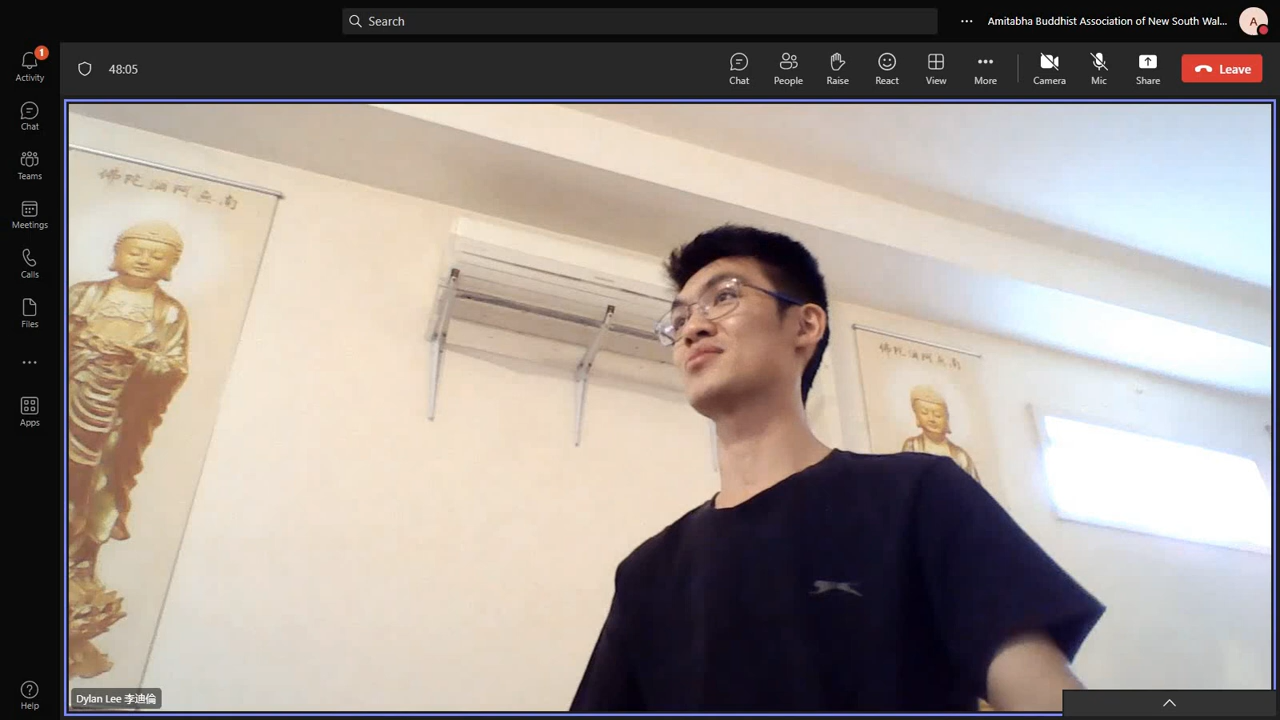 Search
Amitabha Buddhist Association of New South Wal...
A
1
Activity
Chat
Teams
Meetings
Calls
Files
Apps
Help
48:05
Chat
People
Raise
React
View
More
Camera
Mic
Share
Leave
佛陀彌阿無南
佛陀彌阿無南
Dylan Lee 李迪倫